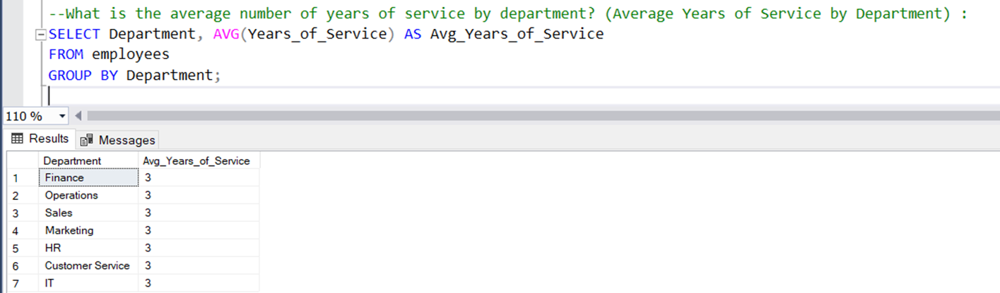 --What is the average number of years of service by department? (Average Years of Service by Department) :
SELECT Department, AVG(Years_of_Service) AS Avg_Years_of_Service
FROM employees
GROUP BY Department;
110 %
Results Messages
Department Avg_Years_of_Service
1 Finance 3
2 Operations 3
3 Sales 3
4 Marketing 3
5 HR 3
6 Customer Service 3
7 IT 3